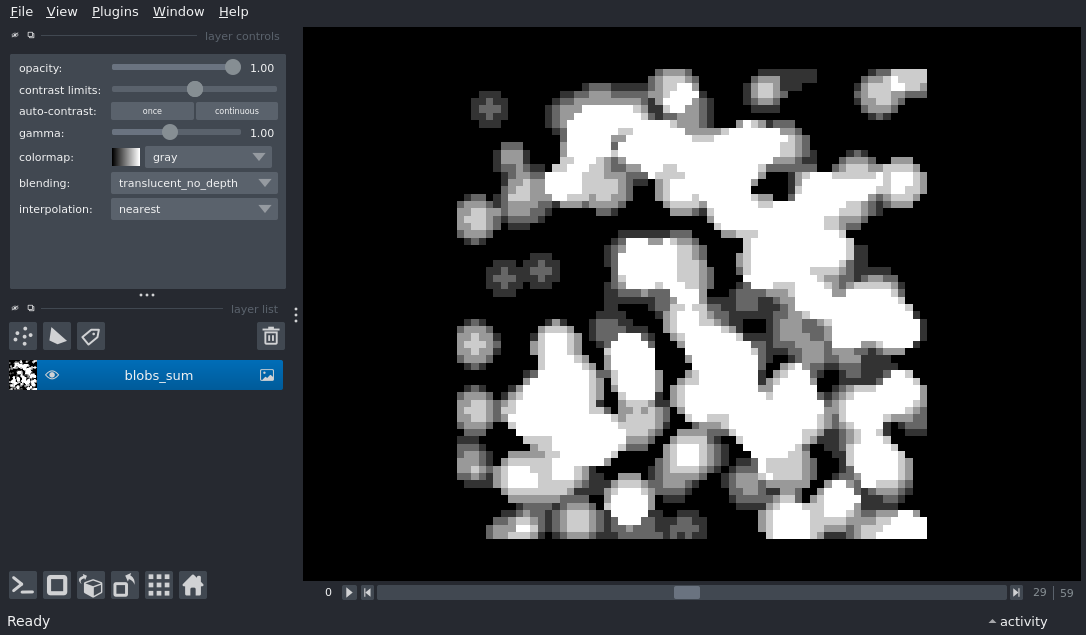 File View Plugins Window Help
layer controls
opacity: 1.00
contrast limits:
auto-contrast: once continuous
gamma: 1.00
colormap: gray
blending: translucent_no_depth
interpolation: nearest
layer list
blobs_sum
0 29 59
Ready activity